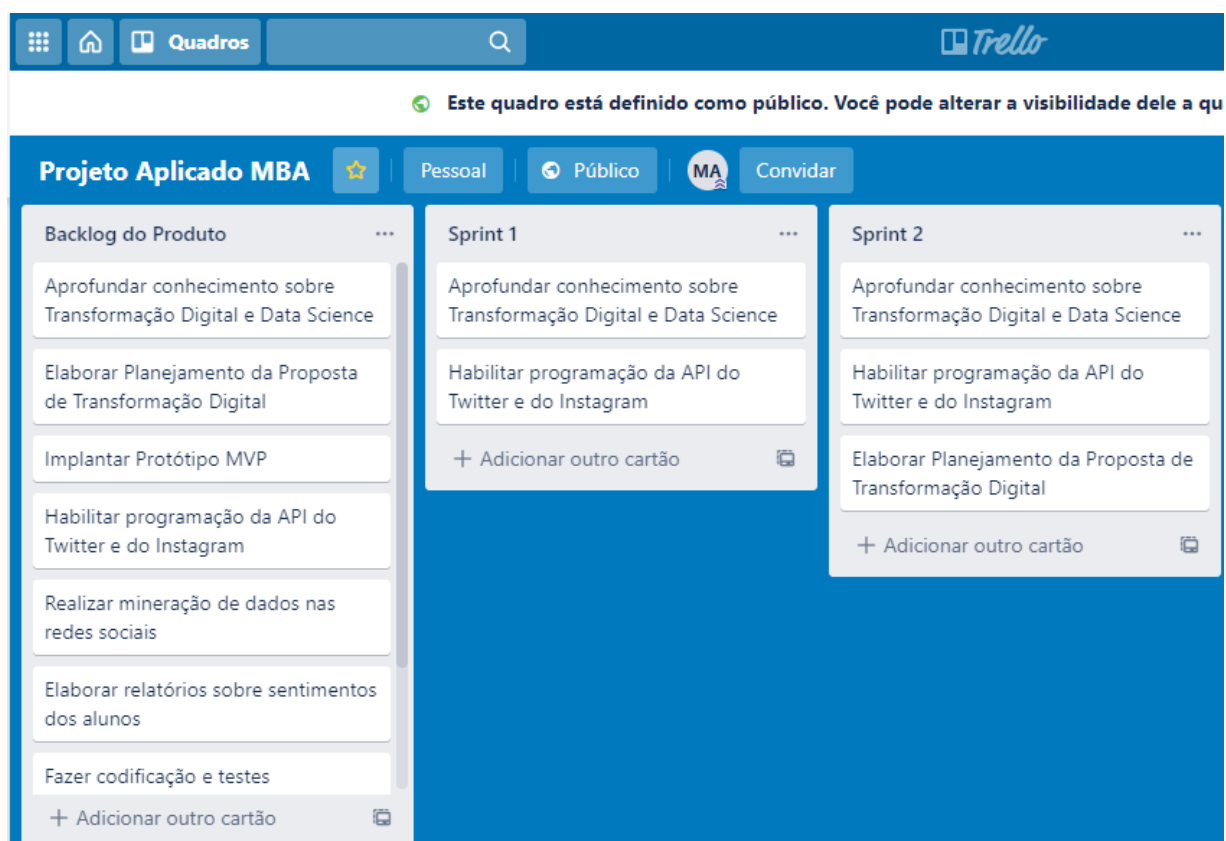 Quadros
Trello
Este quadro está definido como público. Você pode alterar a visibilidade dele a qu
Projeto Aplicado MBA
Pessoal
Público
MA
Convidar
Backlog do Produto
Aprofundar conhecimento sobre
Transformação Digital e Data Science
Elaborar Planejamento da Proposta
de Transformação Digital
Implantar Protótipo MVP
Habilitar programação da API do
Twitter e do Instagram
Realizar mineração de dados nas
redes sociais
Elaborar relatórios sobre sentimentos
dos alunos
Fazer codificação e testes
+ Adicionar outro cartão
Sprint 1
Aprofundar conhecimento sobre
Transformação Digital e Data Science
Habilitar programação da API do
Twitter e do Instagram
+ Adicionar outro cartão
Sprint 2
Aprofundar conhecimento sobre
Transformação Digital e Data Science
Habilitar programação da API do
Twitter e do Instagram
Elaborar Planejamento da Proposta de
Transformação Digital
+ Adicionar outro cartão